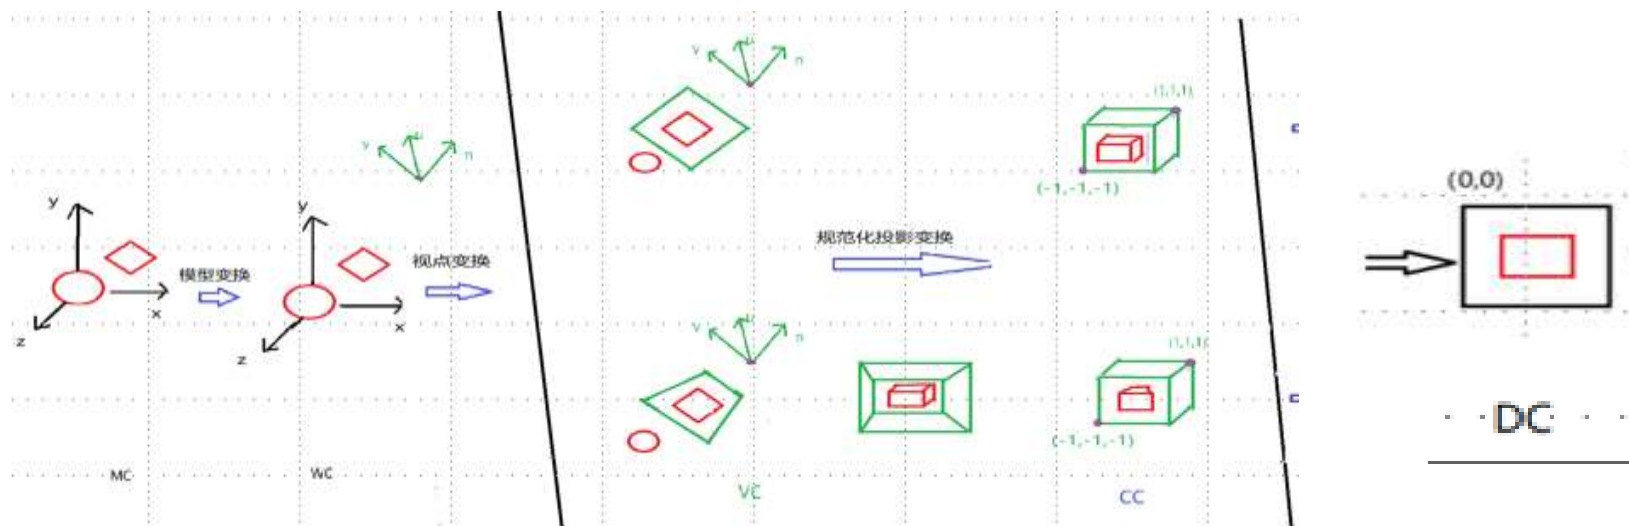 y
x
z
模型变换
MC
y
x
z
v
u
n
视点变换
WC
v
u
n
v
u
n
VC
规范化投影变换
(1,1,1)
(-1,-1,-1)
(1,1,1)
(-1,-1,-1)
CC
(0,0)
DC